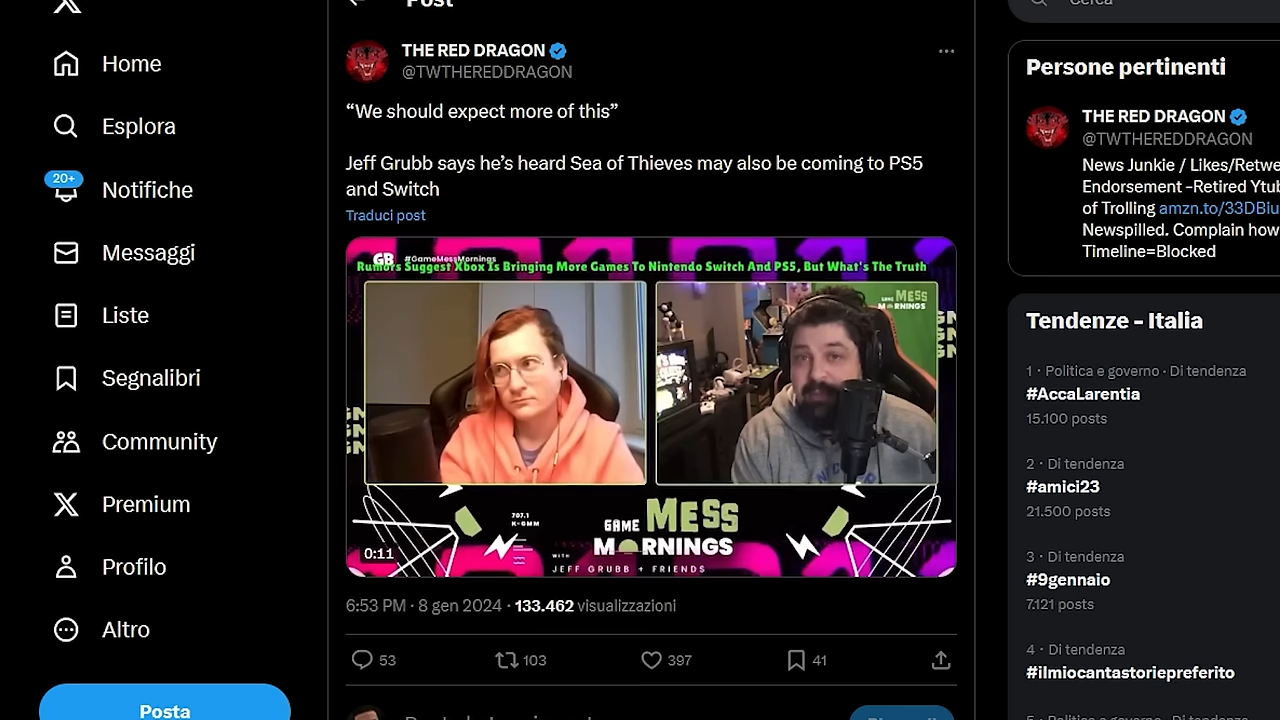 Post
Cerca
Home
Esplora
20+
Notifiche
Messaggi
Liste
Segnalibri
Community
Premium
Profilo
Altro
Posta
THE RED DRAGON
@TWTHEREDDRAGON
“We should expect more of this”
Jeff Grubb says he’s heard Sea of Thieves may also be coming to PS5
and Switch
Traduci post
GB #GameMessMornings
Rumors Suggest Xbox Is Bringing More Games To Nintendo Switch And PS5, But What's The Truth
GAME MESS
MORNINGS
707.1
K-GMM
GAME MESS
MORNINGS
WITH
JEFF GRUBB + FRIENDS
0:11
6:53 PM · 8 gen 2024 · 133.462 visualizzazioni
53
103
397
41
Persone pertinenti
THE RED DRAGON
@TWTHEREDDRAGON
News Junkie / Likes/Retwe
Endorsement -Retired Ytub
of Trolling amzn.to/33DBiu
Newspilled. Complain how
Timeline=Blocked
Tendenze – Italia
1 · Politica e governo · Di tendenza
#AccaLarentia
15.100 posts
2 · Di tendenza
#amici23
21.500 posts
3 · Di tendenza
#9gennaio
7.121 posts
4 · Di tendenza
#ilmiocantastoriepreferito